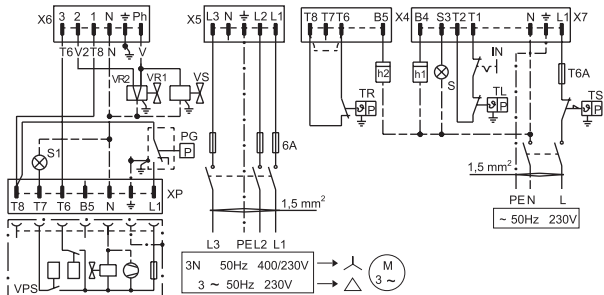 X6 3 2 1 N Ph
T6 V2 T8 N V
VR2 VR1 VS
S1
PG
P
XP
T8 T7 T6 B5 N L1
VPS
X5 L3 N L2 L1
6A
1,5 mm²
L3 PE L2 L1
3N 50Hz 400/230V
3 ~ 50Hz 230V
M
3 ~
T8 T7 T6 B5 X4 B4 S3 T2 T1 N L1 X7
h2 h1 S IN
T6A
TR P TL P TS P
1,5 mm²
PE N L
~ 50Hz 230V